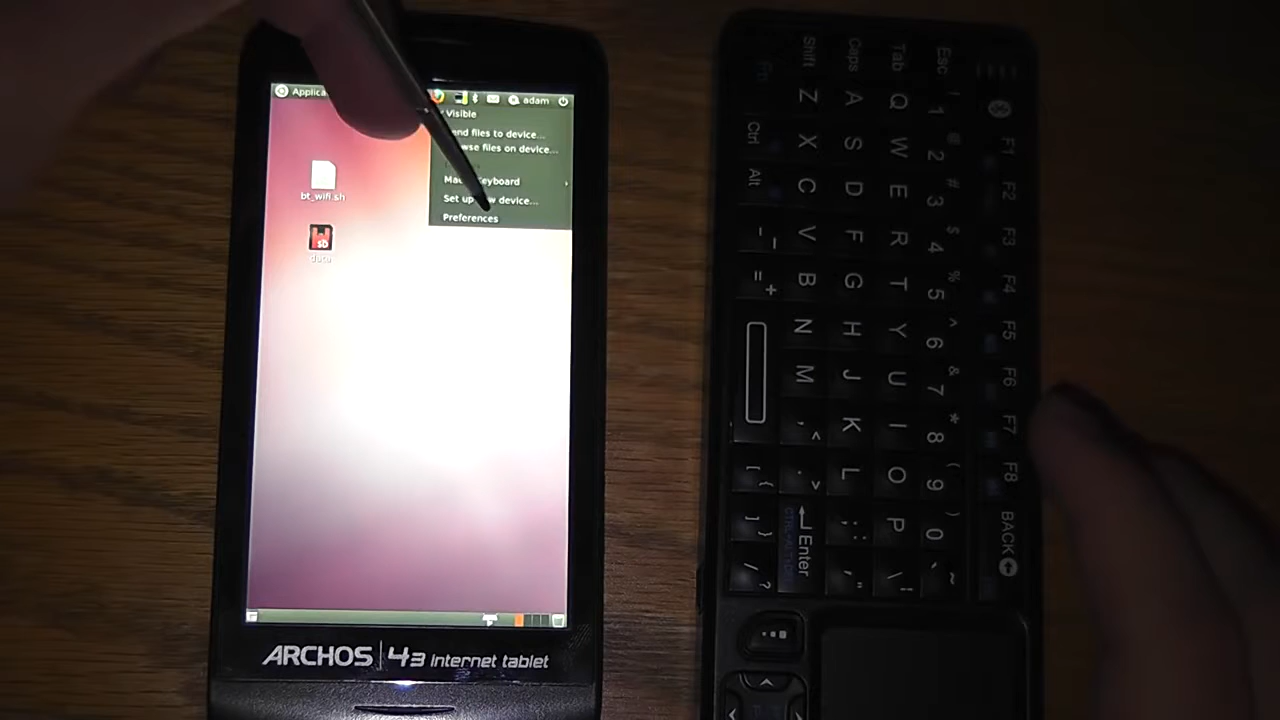 Applica
adam
Visible
end files to device...
wse files on device...
Keyboard
Set up device...
Preferences
bt_wifi.sh
ARCHOS 43 internet tablet
Esc ! 1 @ 2 # 3 $ 4 % 5 ^ 6 & 7 * 8 ( 9 ) 0 ` ~
F1 F2 F3 F4 F5 F6 F7 F8 BACK
Tab Q W E R T Y U I O P \ !
Caps A S D F G H J K L ; : ' "
Shift Z X C V B N M , < . > Enter
Fn Ctrl Alt - _ = + [ { ] } / ?